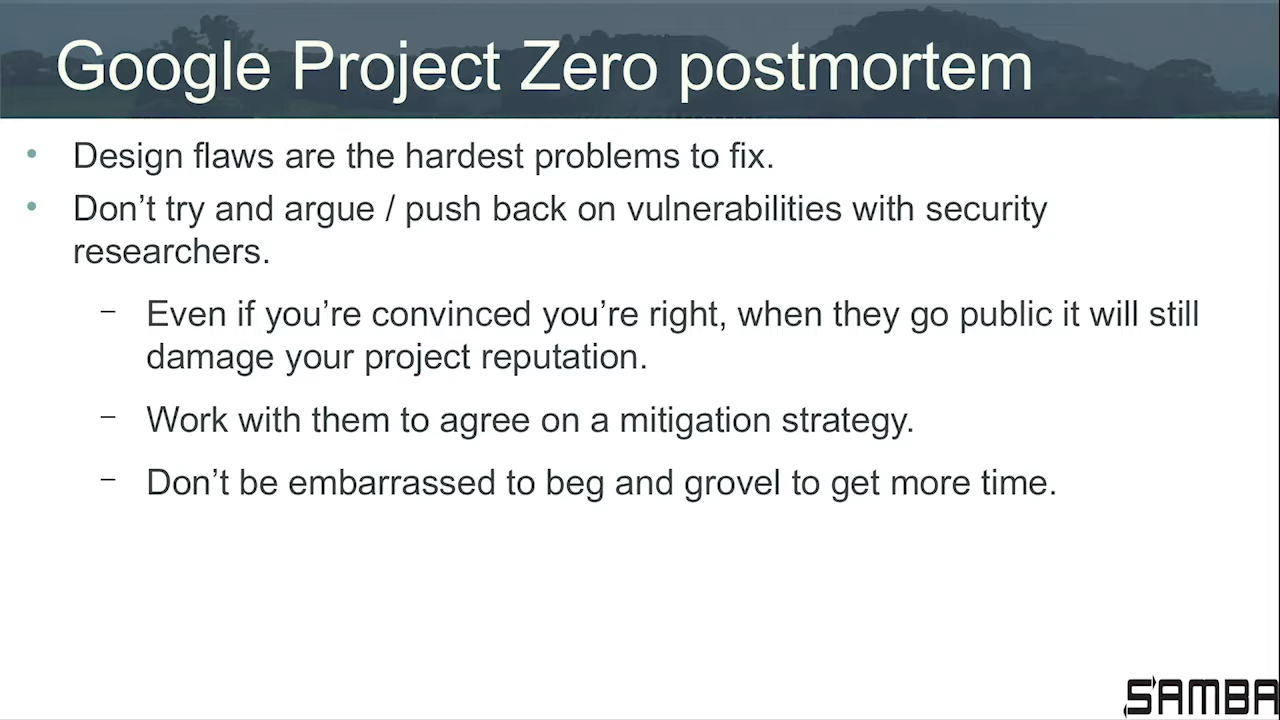 Google Project Zero postmortem
• Design flaws are the hardest problems to fix.
• Don’t try and argue / push back on vulnerabilities with security
researchers.
– Even if you’re convinced you’re right, when they go public it will still
damage your project reputation.
– Work with them to agree on a mitigation strategy.
– Don’t be embarrassed to beg and grovel to get more time.
SAMBA